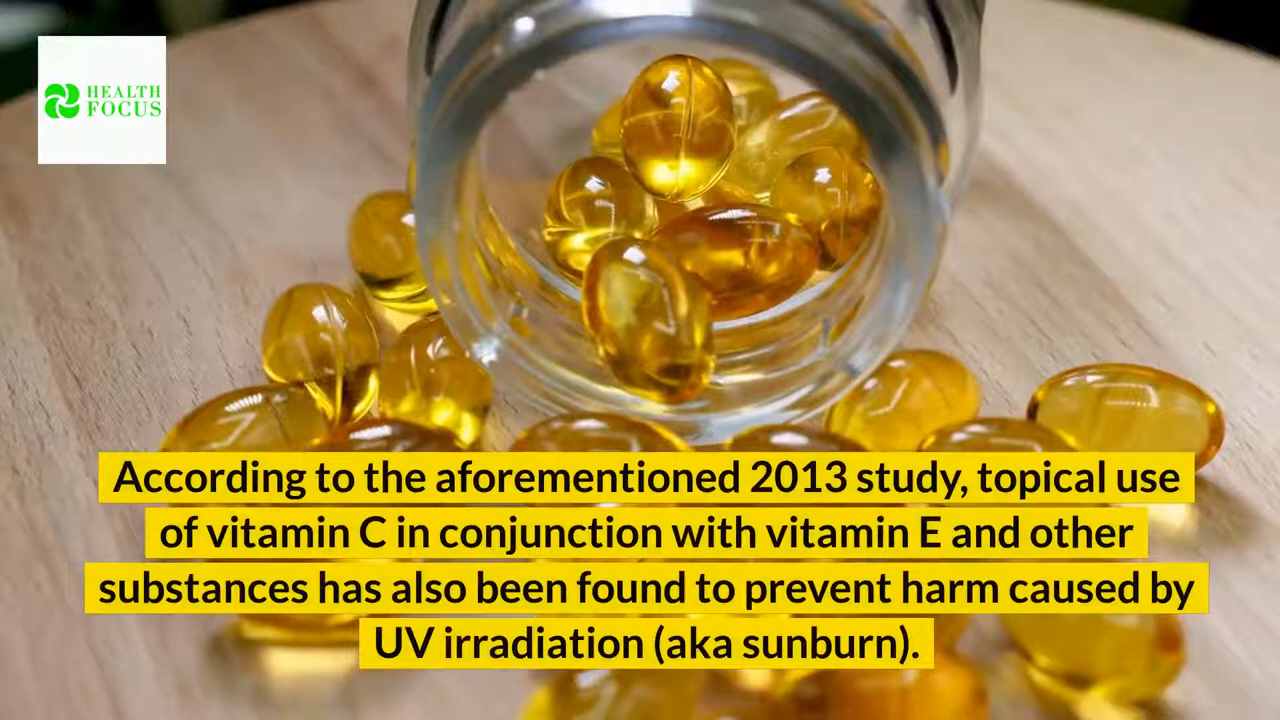 HEALTH
FOCUS
According to the aforementioned 2013 study, topical use
of vitamin C in conjunction with vitamin E and other
substances has also been found to prevent harm caused by
UV irradiation (aka sunburn).